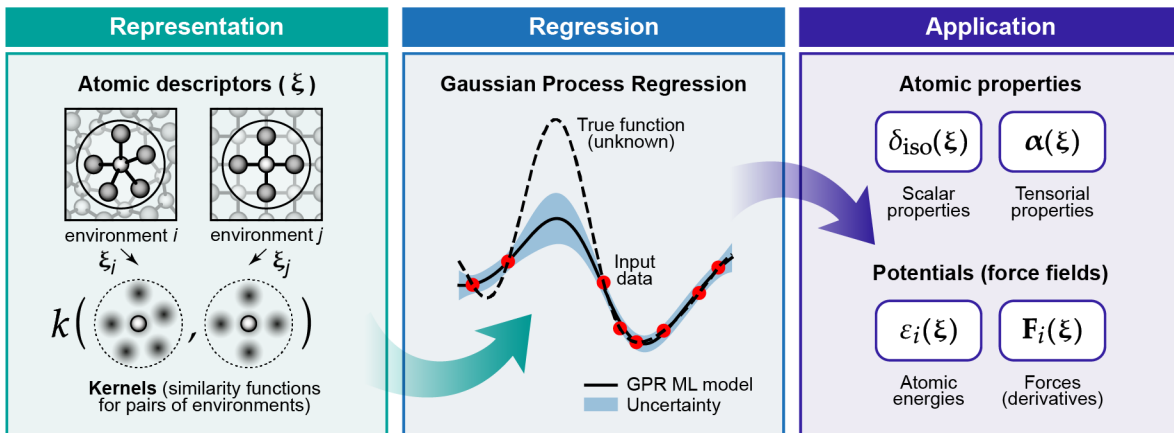 Representation
Atomic descriptors ( ξ )
environment i
environment j
ξi
ξj
k( , )
Kernels (similarity functions
for pairs of environments)
Regression
Gaussian Process Regression
True function
(unknown)
Input
data
GPR ML model
Uncertainty
Application
Atomic properties
δiso(ξ)
α(ξ)
Scalar
properties
Tensorial
properties
Potentials (force fields)
εi(ξ)
Fi(ξ)
Atomic
energies
Forces
(derivatives)